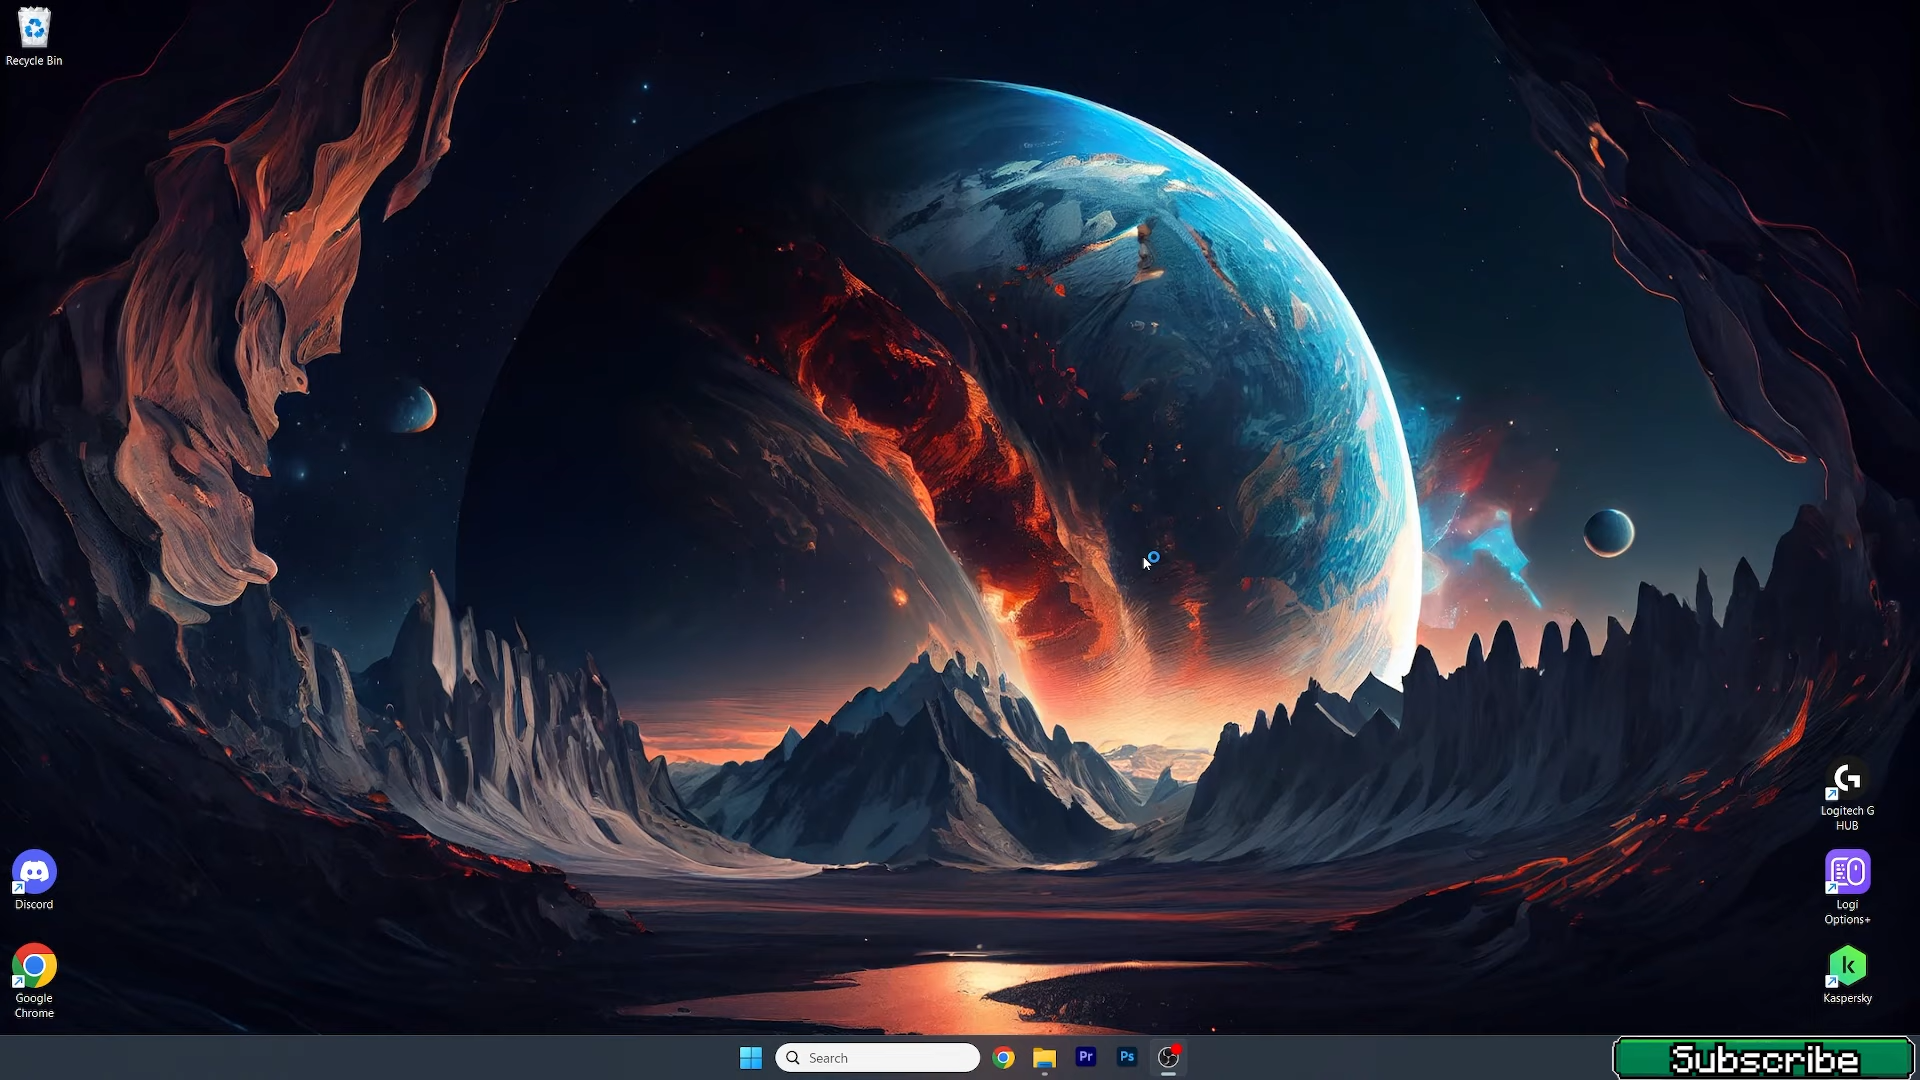 Recycle Bin
Logitech G
HUB
Discord
Logi
Options+
Google
Chrome
Kaspersky
Search
Pr
Ps
Subscribe